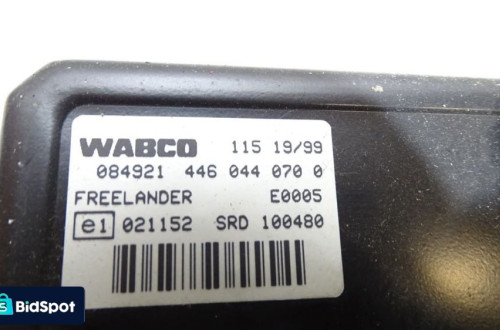 WABCO 115 19/99
084921 446 044 070 0
FREELANDER E0005
e1 021152 SRD 100480
BidSpot